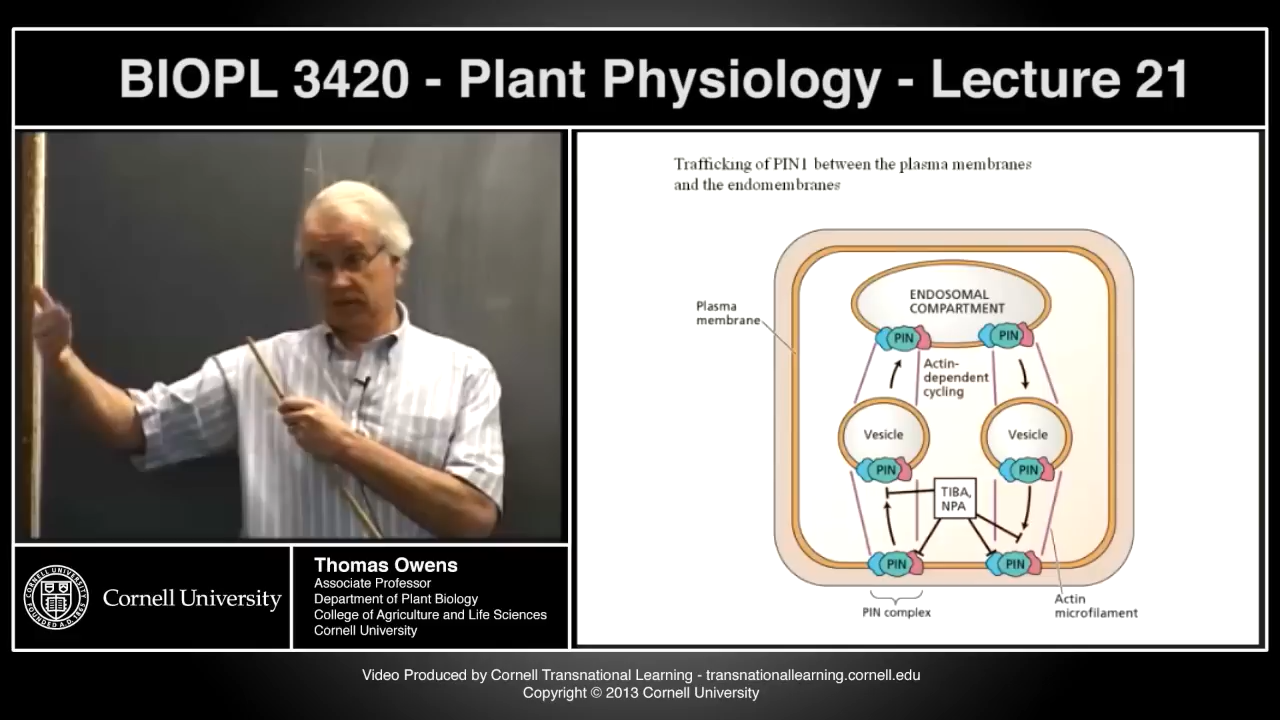 BIOPL 3420 - Plant Physiology - Lecture 21
Trafficking of PIN1 between the plasma membranes
and the endomembranes
Plasma
membrane
ENDOSOMAL
COMPARTMENT
PIN
PIN
Actin-
dependent
cycling
Vesicle
Vesicle
PIN
PIN
TIBA,
NPA
PIN
PIN
PIN complex
Actin
microfilament
Cornell University
Thomas Owens
Associate Professor
Department of Plant Biology
College of Agriculture and Life Sciences
Cornell University
Video Produced by Cornell Transnational Learning - transnationallearning.cornell.edu
Copyright © 2013 Cornell University